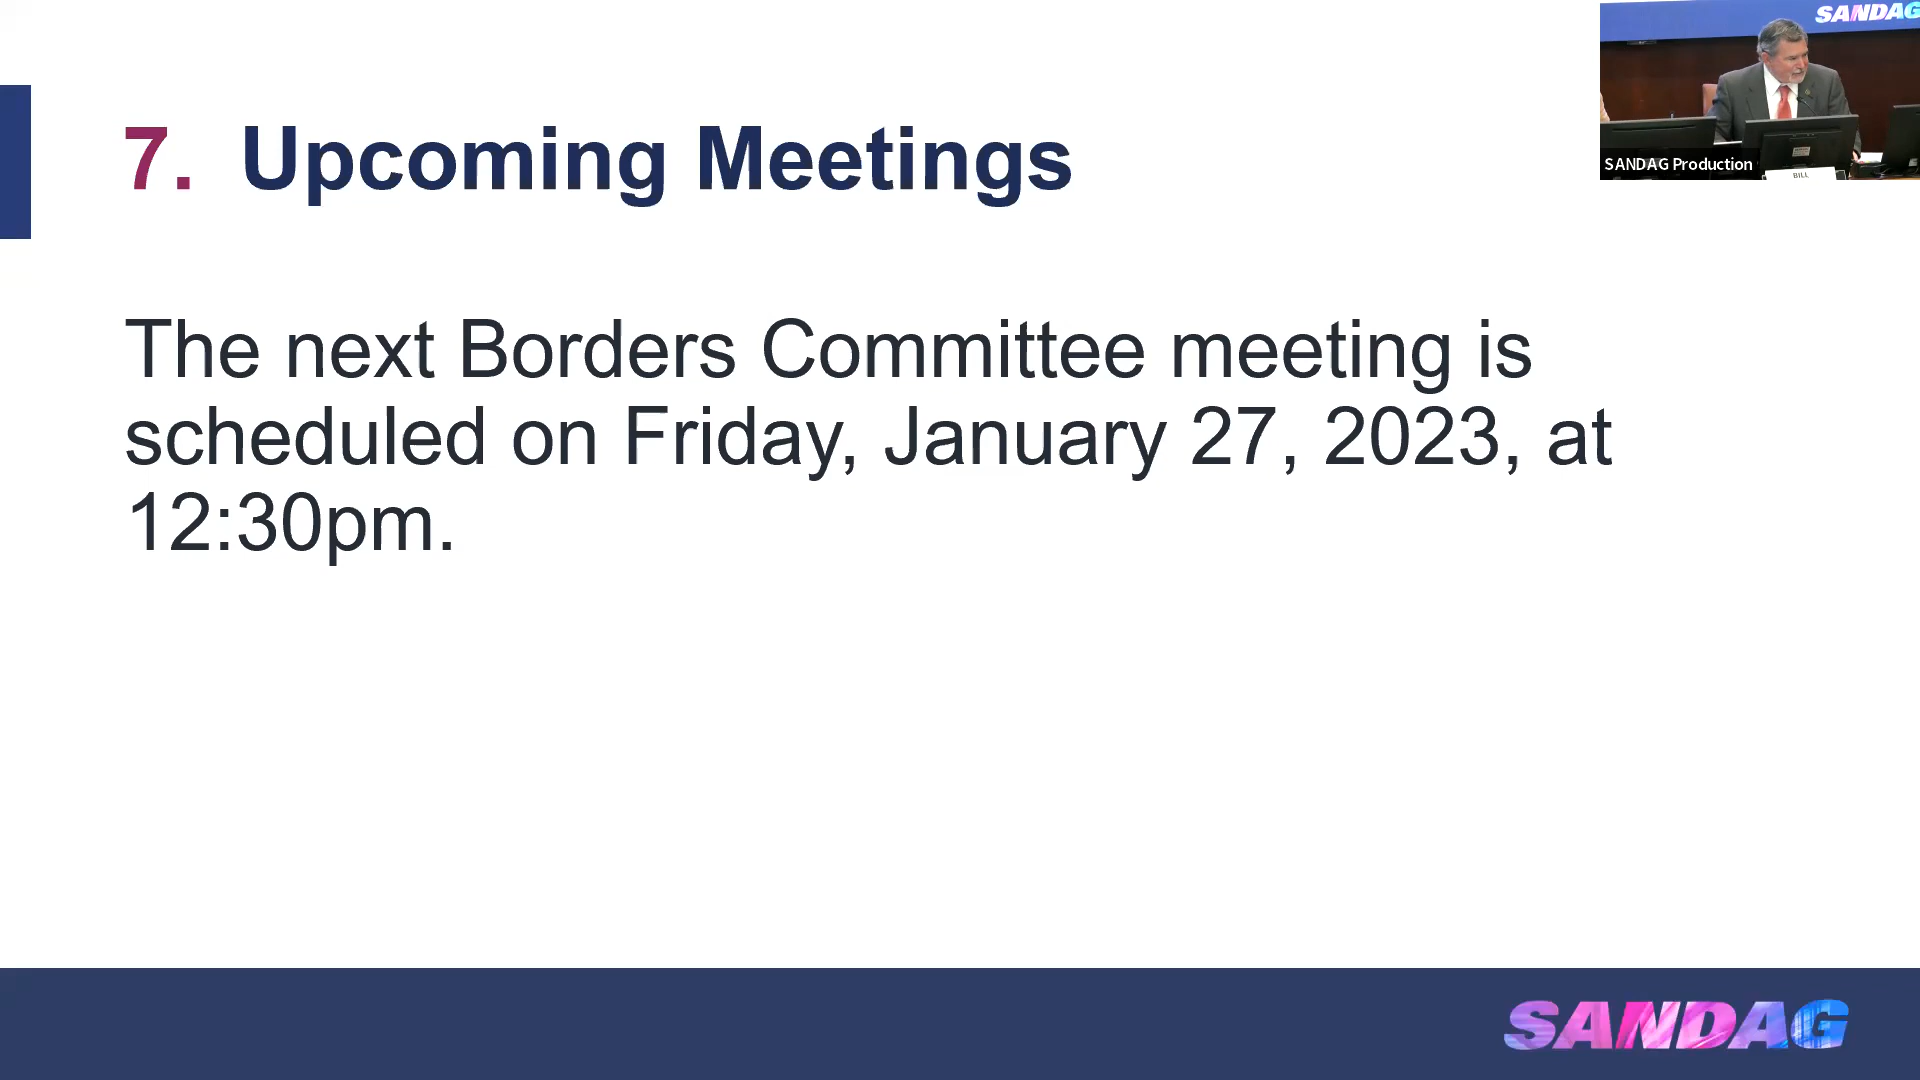 SANDAG
7. Upcoming Meetings
SANDAG Production
BILL
The next Borders Committee meeting is
scheduled on Friday, January 27, 2023, at
12:30pm.
SANDAG